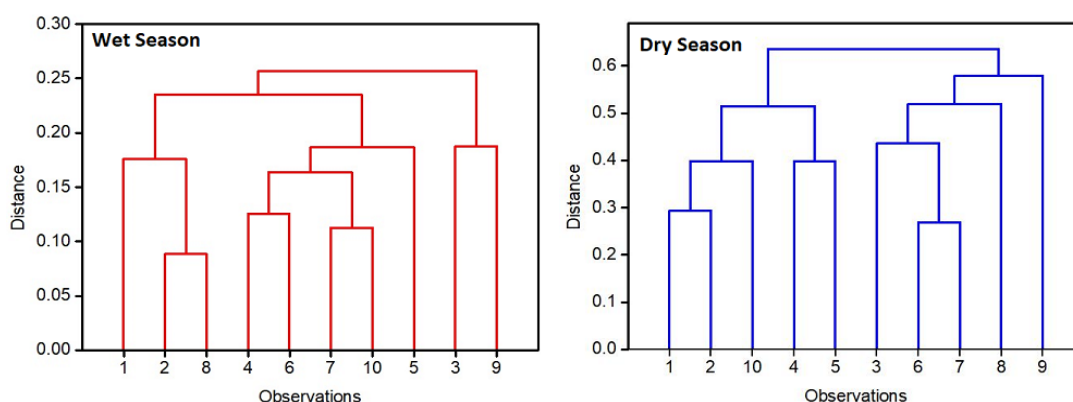 Wet Season
0.30
0.25
0.20
0.15
0.10
0.05
0.00
Distance
1 2 8 4 6 7 10 5 3 9
Observations
Dry Season
0.6
0.5
0.4
0.3
0.2
0.1
0.0
Distance
1 2 10 4 5 3 6 7 8 9
Observations